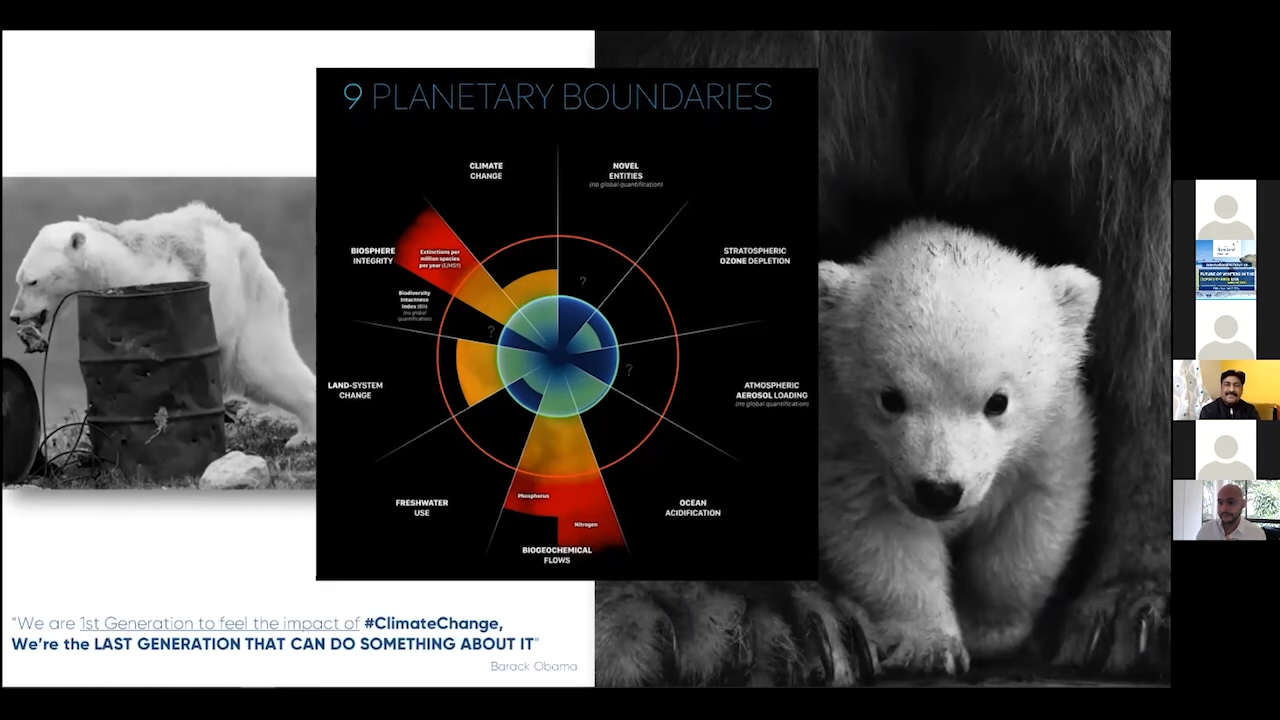 9 PLANETARY BOUNDARIES
CLIMATE
CHANGE
NOVEL
ENTITIES
(no global quantification)
BIOSPHERE
INTEGRITY
Extinctions per
million species
per year (E/MSY)
STRATOSPHERIC
OZONE DEPLETION
Biodiversity
Intactness
Index (BII)
(no global
quantification)
?
?
?
LAND-SYSTEM
CHANGE
ATMOSPHERIC
AEROSOL LOADING
(no global quantification)
FRESHWATER
USE
Phosphorus
Nitrogen
OCEAN
ACIDIFICATION
BIOGEOCHEMICAL
FLOWS
"We are 1st Generation to feel the impact of #ClimateChange,
We're the LAST GENERATION THAT CAN DO SOMETHING ABOUT IT"
Barack Obama